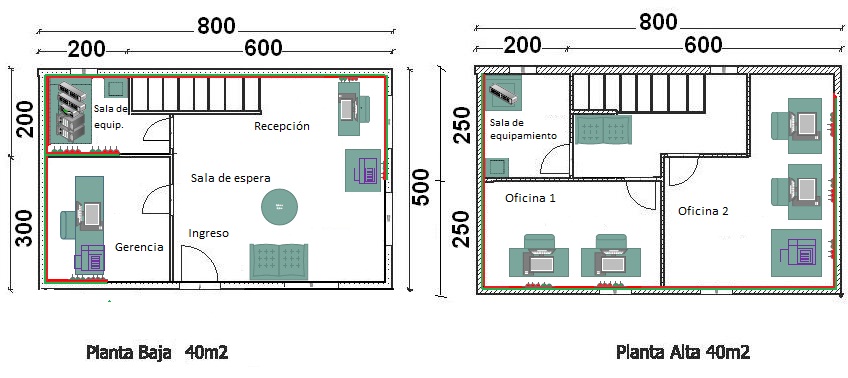 800
200
600
200
300
Sala de
equip.
Recepción
Sala de espera
Ingreso
Gerencia
Planta Baja 40m2
800
200
600
500
250
250
Sala de
equipamiento
Oficina 1
Oficina 2
Planta Alta 40m2